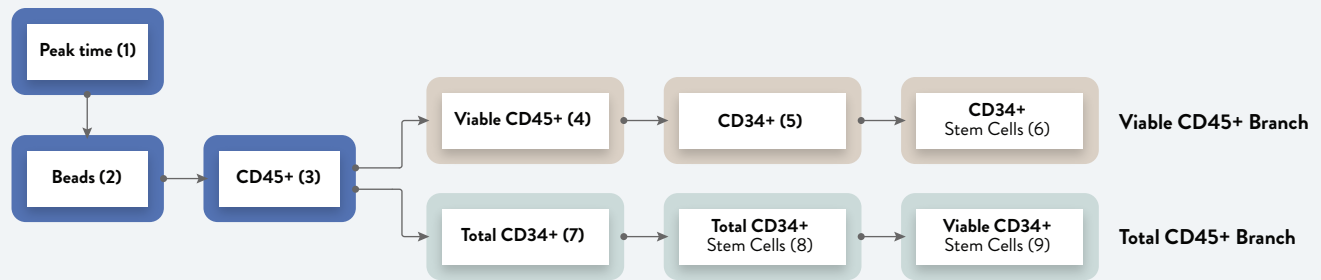 Peak time (1)
Beads (2)
CD45+ (3)
Viable CD45+ (4)
CD34+ (5)
CD34+
Stem Cells (6)
Viable CD45+ Branch
Total CD34+ (7)
Total CD34+
Stem Cells (8)
Viable CD34+
Stem Cells (9)
Total CD45+ Branch